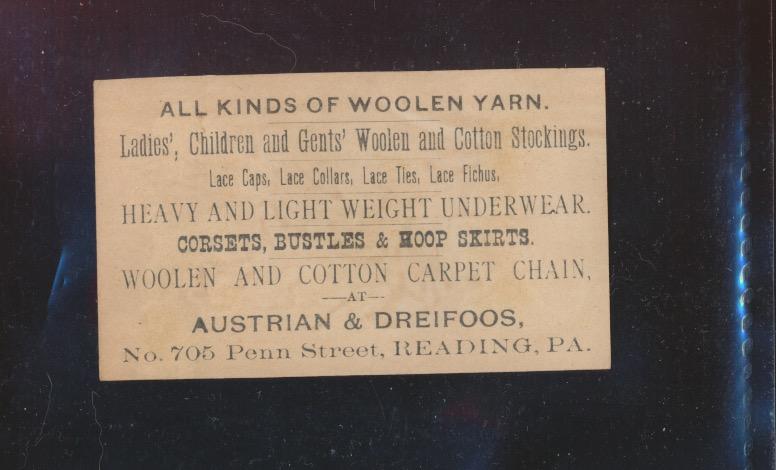 ALL KINDS OF WOOLEN YARN.
Ladies', Children and Gents' Woolen and Cotton Stockings.
Lace Caps, Lace Collars, Lace Ties, Lace Fichus,
HEAVY AND LIGHT WEIGHT UNDERWEAR.
CORSETS, BUSTLES & HOOP SKIRTS.
WOOLEN AND COTTON CARPET CHAIN,
—AT—
AUSTRIAN & DREIFOOS,
No. 705 Penn Street, READING, PA.